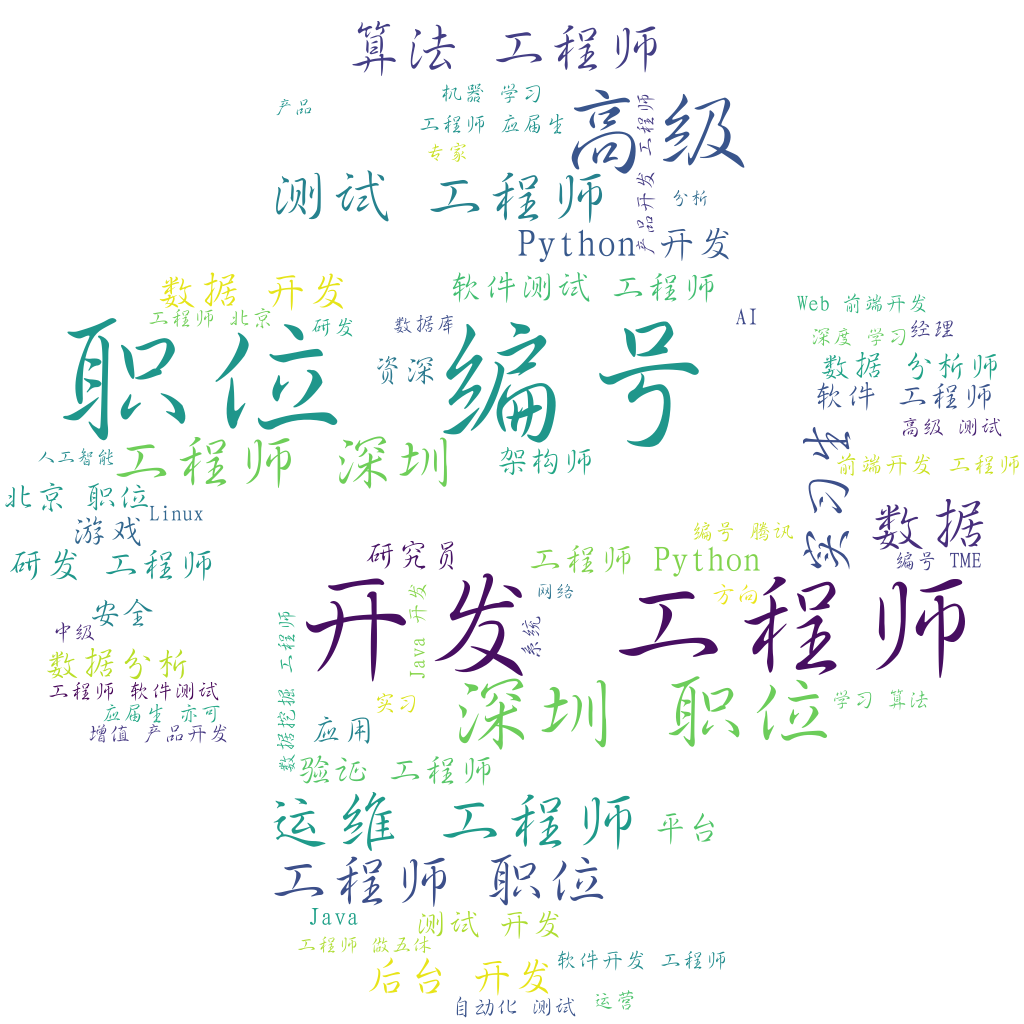 算法 工程师
机器 学习
产品
高级
产品开发 工程师
工程师 应届生
专家
测试 工程师
分析
Python 开发
数据 开发
软件测试 工程师
Web 前端开发
工程师 北京
研发
数据库
AI
深度 学习
经理
职位 编号
资深
数据 分析师
软件 工程师
高级 测试
实习生
工程师 深圳
架构师
人工智能
前端开发 工程师
北京 职位
Linux
数据
游戏
编号 腾讯
研发 工程师
研究员
工程师 Python
编号 TME
开发 工程师
网络
方向
Java 开发
系统
安全
中级
数据挖掘 工程师
数据分析
工程师 软件测试
深圳 职位
学习 算法
实习
应届生 亦可
应用
增值 产品开发
验证 工程师
运维 工程师
平台
工程师 职位
Java
测试 开发
工程师 做五休
后台 开发
软件开发 工程师
自动化 测试
运营